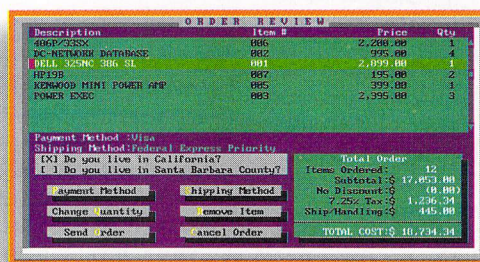 ORDER REVIEW
Description Item # Price Qty
486P/33SX 006 2,200.00 1
DC-NETWORK DATABASE 002 995.00 4
DELL 325NC 386 SL 001 2,899.00 1
HP19B 007 195.00 2
KENWOOD MINI POWER AMP 005 399.00 1
POWER EXEC 003 2,395.00 3
Payment Method :Visa
Shipping Method:Federal Express Priority
[X] Do you live in California?
[ ] Do you live in Santa Barbara County?
Payment Method Shipping Method
Change Quantity Remove Item
Send Order Cancel Order
Total Order
Items Ordered: 12
Subtotal:$ 17,053.00
No Discount:$ (0.00)
7.25% Tax:$ 1,236.34
Ship/Handling:$ 445.00
TOTAL COST:$ 18,734.34